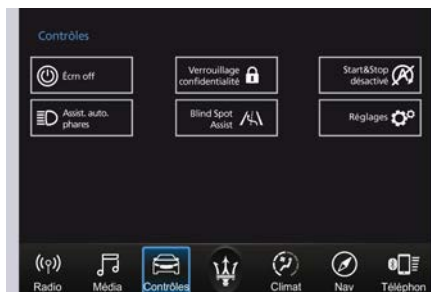 Contrôles
Écrn off
Verrouillage
confidentialité
Start&Stop
désactivé
Assist. auto.
phares
Blind Spot
Assist
Réglages
Radio
Média
Contrôles
Climat
Nav
Téléphon